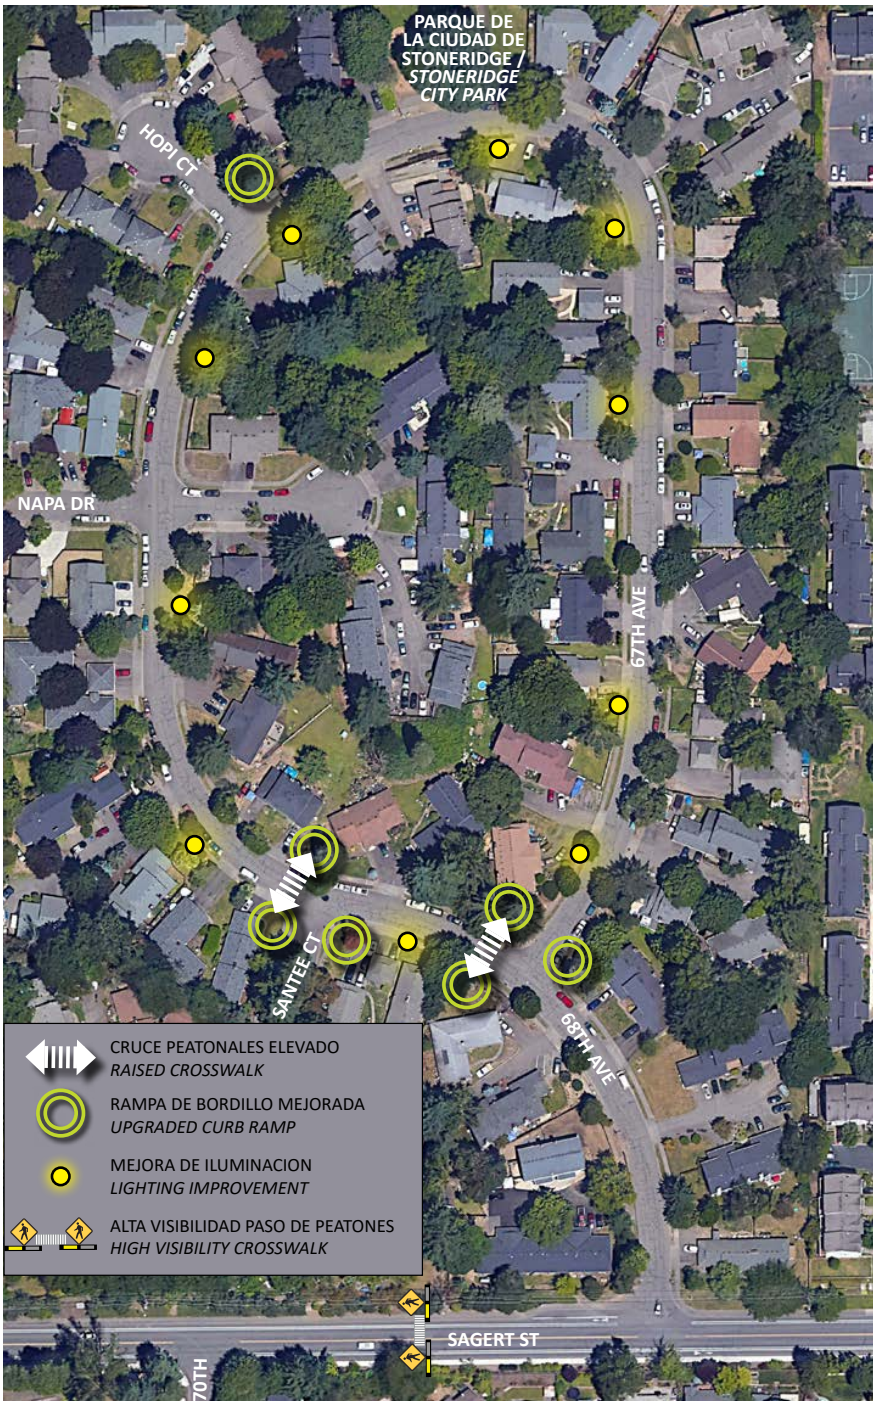 PARQUE DE
LA CIUDAD DE
STONERIDGE /
STONERIDGE
CITY PARK
HOPI CT
NAPA DR
67TH AVE
SANTEE CT
68TH AVE
CRUCE PEATONALES ELEVADO
RAISED CROSSWALK
RAMPA DE BORDILLO MEJORADA
UPGRADED CURB RAMP
MEJORA DE ILUMINACION
LIGHTING IMPROVEMENT
ALTA VISIBILIDAD PASO DE PEATONES
HIGH VISIBILITY CROSSWALK
SAGERT ST
70TH